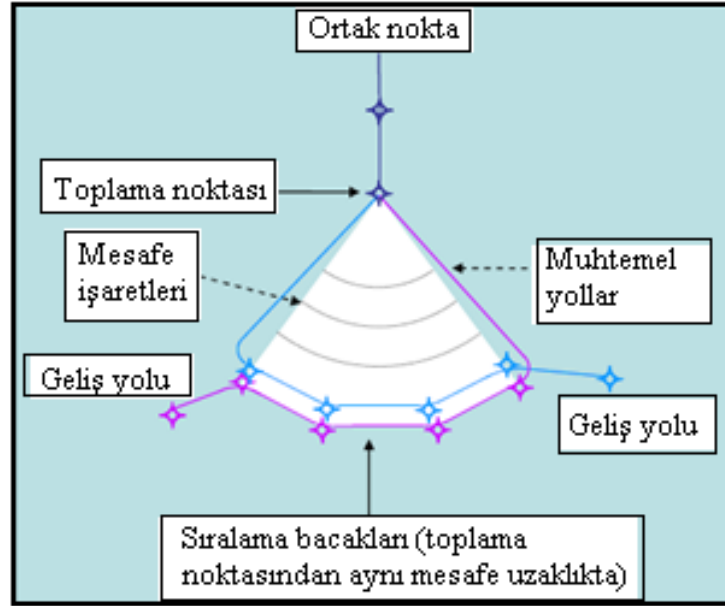 Ortak nokta
Toplama noktası
Mesafe
işaretleri
Muhtemel
yollar
Geliş yolu
Geliş yolu
Sıralama bacakları (toplama
noktasından aynı mesafe uzaklıkta)